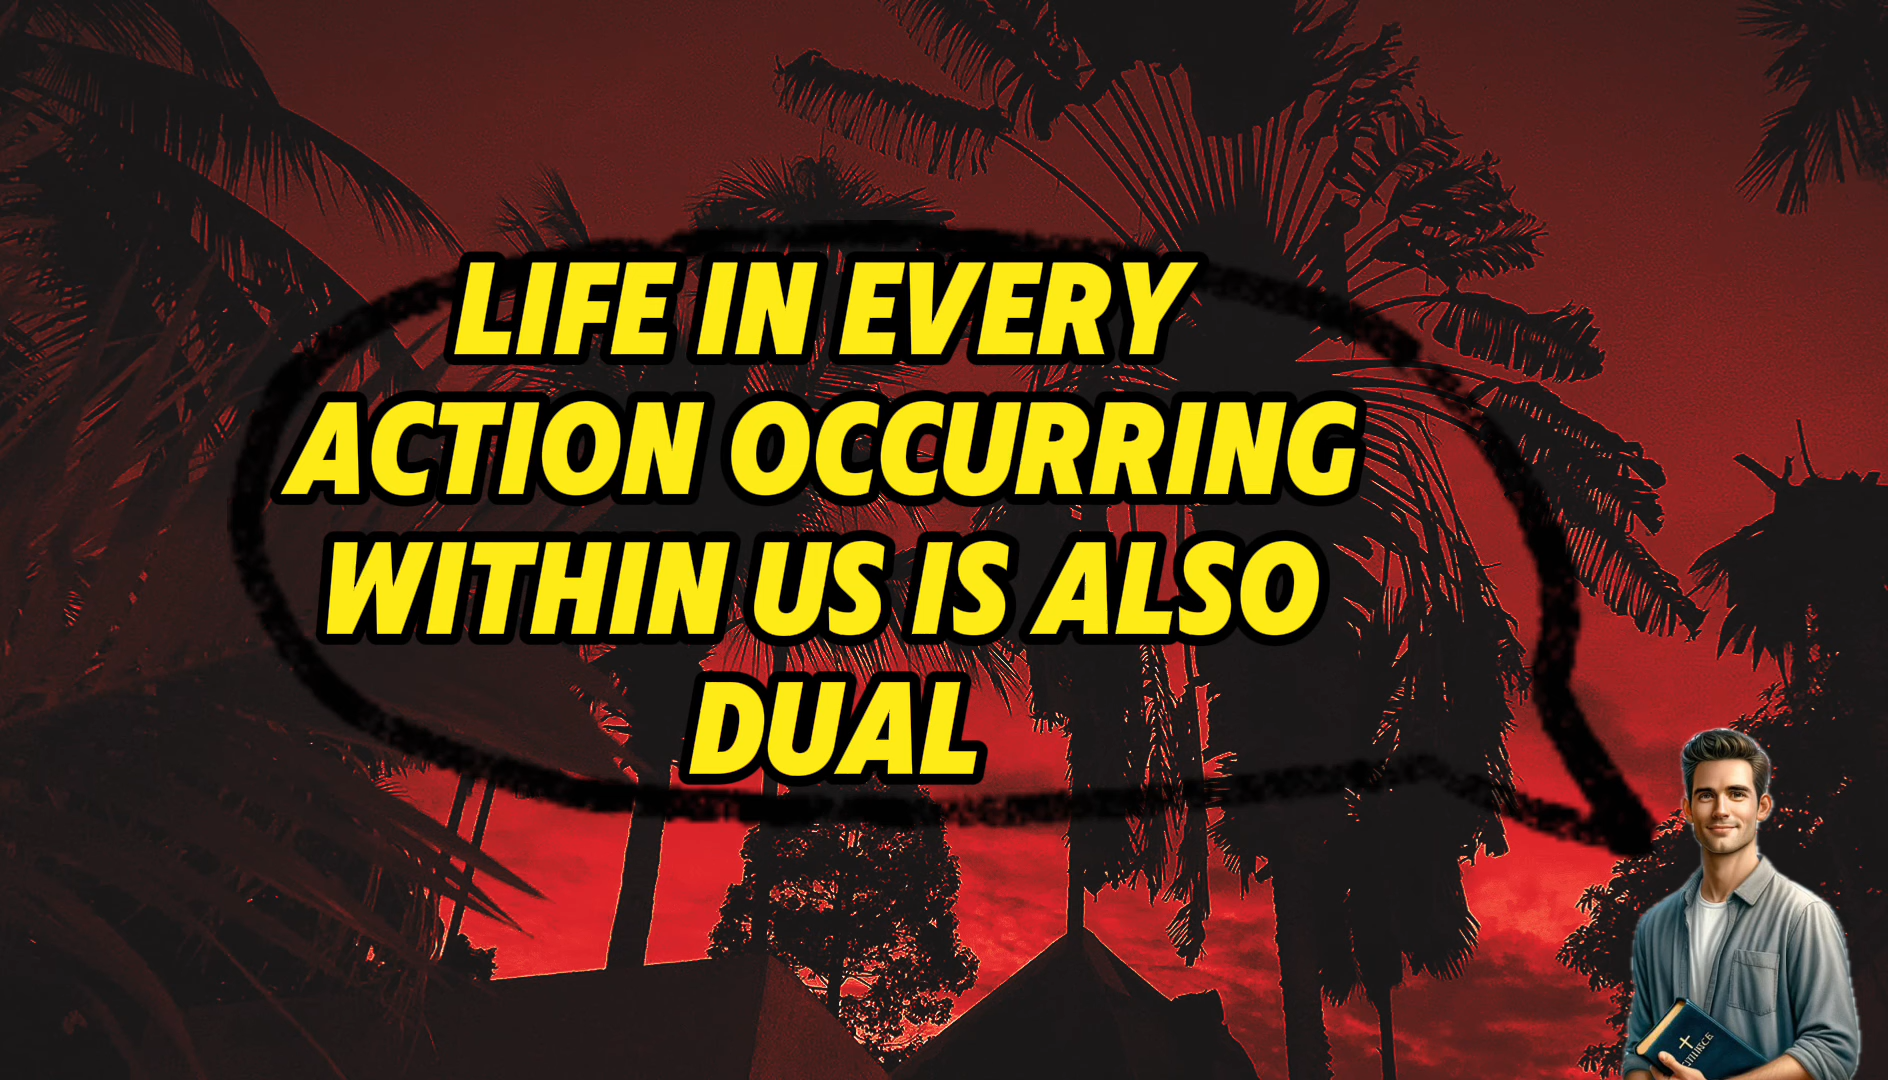 LIFE IN EVERY
ACTION OCCURRING
WITHIN US IS ALSO
DUAL